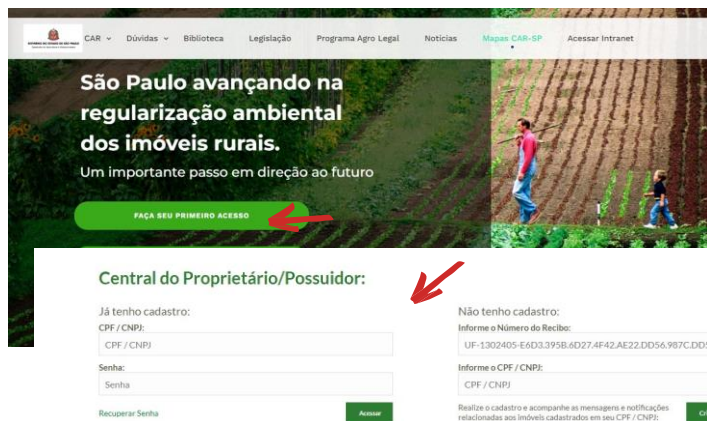 CAR
Dúvidas
Biblioteca
Legislação
Programa Agro Legal
Notícias
Mapas CAR-SP
Acessar Intranet
São Paulo avançando na
regularização ambiental
dos imóveis rurais.
Um importante passo em direção ao futuro
FAÇA SEU PRIMEIRO ACESSO
Central do Proprietário/Possuidor:
Já tenho cadastro:
CPF / CNPJ:
CPF / CNPJ
Senha:
Senha
Recuperar Senha
Acessar
Não tenho cadastro:
Informe o Número do Recibo:
UF-1302405-E6D3.395B.6D27.4F42.AE22.DD56.987C.DD5
Informe o CPF / CNPJ:
CPF / CNPJ
Realize o cadastro e acompanhe as mensagens e notificações
relacionadas aos imóveis cadastrados em seu CPF / CNPJ: